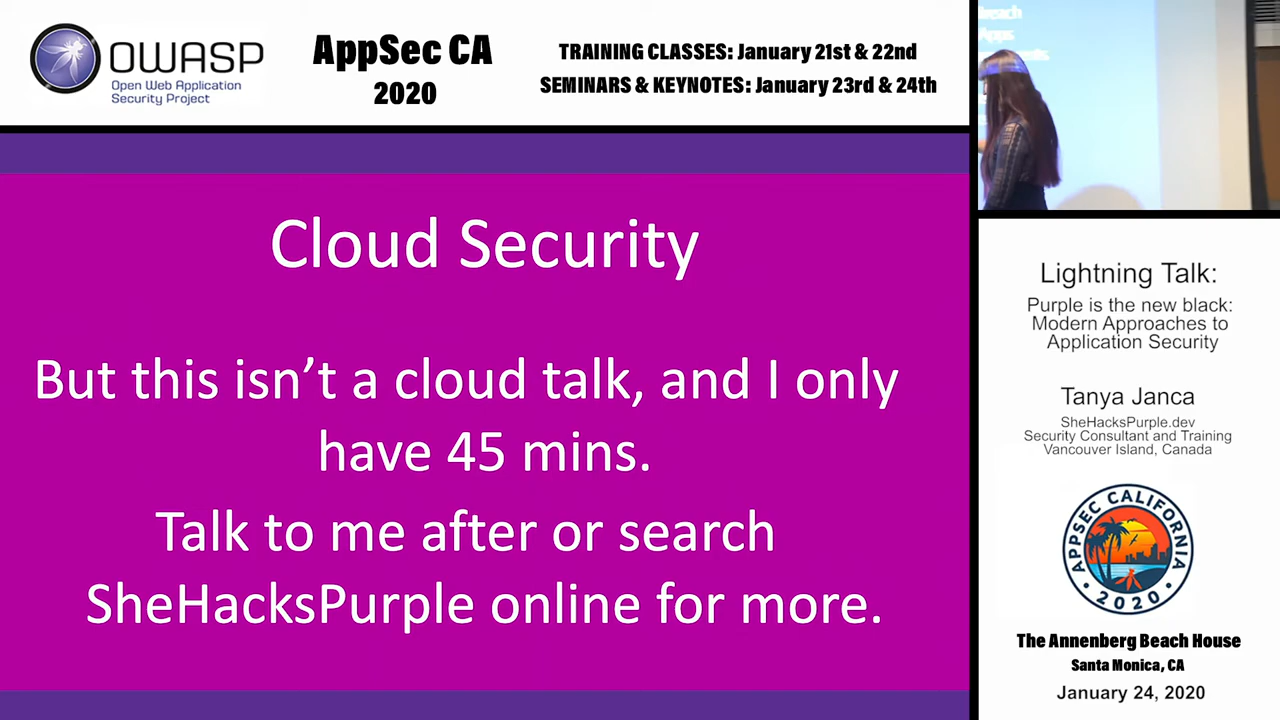 OWASP
Open Web Application
Security Project
AppSec CA
2020
TRAINING CLASSES: January 21st & 22nd
SEMINARS & KEYNOTES: January 23rd & 24th
Cloud Security
But this isn’t a cloud talk, and I only
have 45 mins.
Talk to me after or search
SheHacksPurple online for more.
Apps
Lightning Talk:
Purple is the new black:
Modern Approaches to
Application Security
Tanya Janca
SheHacksPurple.dev
Security Consultant and Training
Vancouver Island, Canada
APPSEC CALIFORNIA
• 2020 •
The Annenberg Beach House
Santa Monica, CA
January 24, 2020